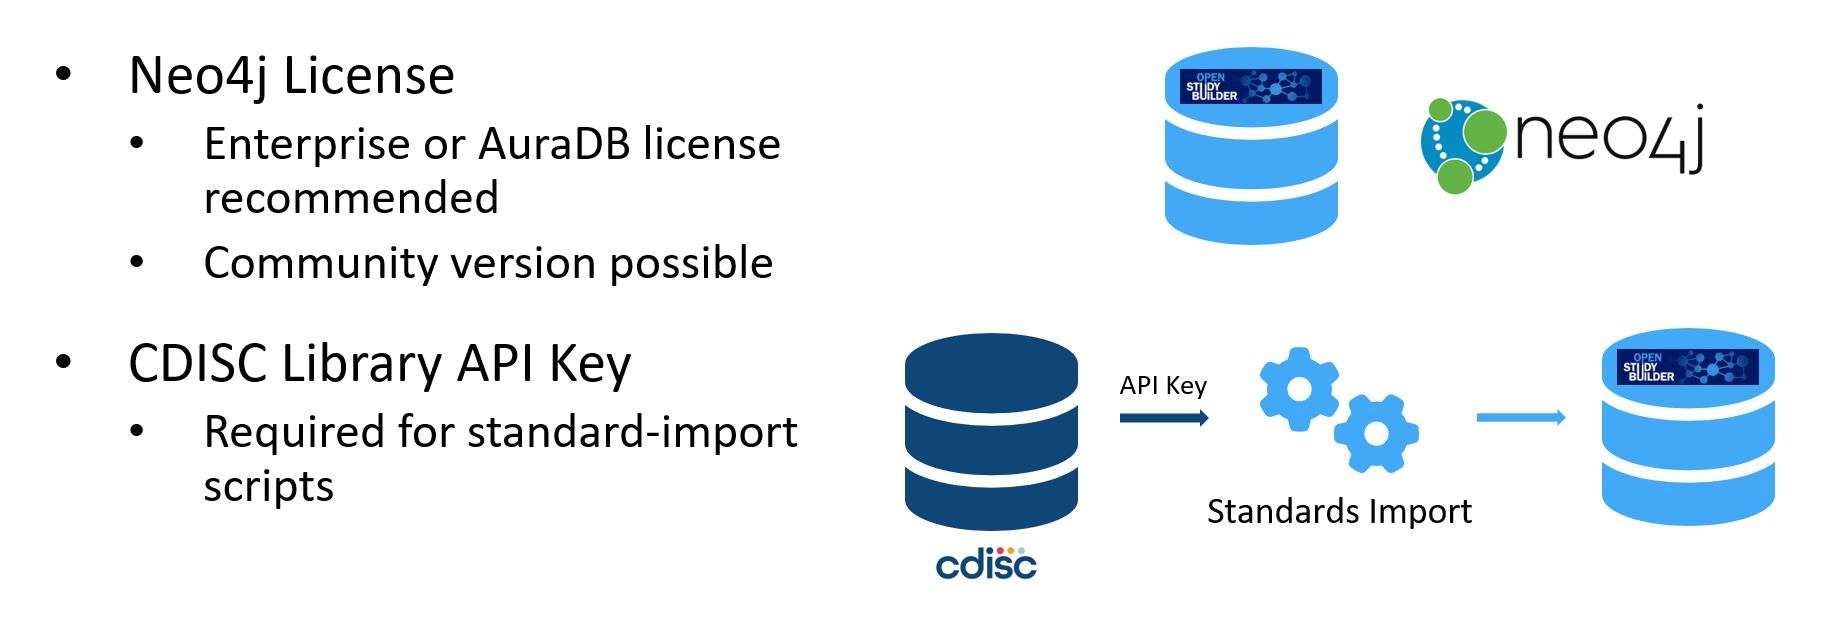 • Neo4j License
• Enterprise or AuraDB license
recommended
• Community version possible
• CDISC Library API Key
• Required for standard-import
scripts
OPEN
STUDY
BUILDER
neo4j
API Key
Standards Import
OPEN
STUDY
BUILDER
cdisc